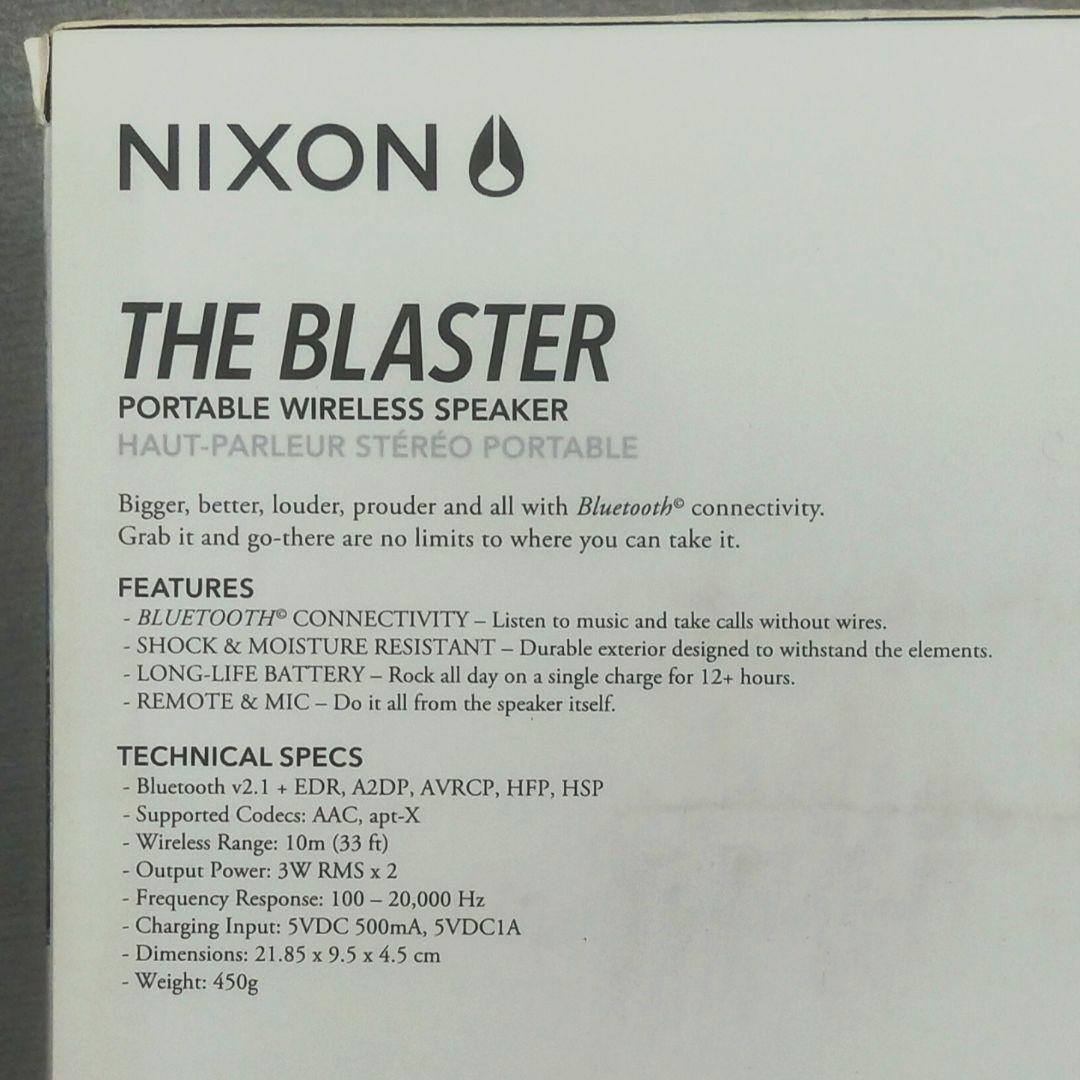 NIXON
THE BLASTER
PORTABLE WIRELESS SPEAKER
HAUT-PARLEUR STÉRÉO PORTABLE
Bigger, better, louder, prouder and all with Bluetooth© connectivity.
Grab it and go-there are no limits to where you can take it.
FEATURES
- BLUETOOTH© CONNECTIVITY – Listen to music and take calls without wires.
- SHOCK & MOISTURE RESISTANT – Durable exterior designed to withstand the elements.
- LONG-LIFE BATTERY – Rock all day on a single charge for 12+ hours.
- REMOTE & MIC – Do it all from the speaker itself.
TECHNICAL SPECS
- Bluetooth v2.1 + EDR, A2DP, AVRCP, HFP, HSP
- Supported Codecs: AAC, apt-X
- Wireless Range: 10m (33 ft)
- Output Power: 3W RMS x 2
- Frequency Response: 100 – 20,000 Hz
- Charging Input: 5VDC 500mA, 5VDC1A
- Dimensions: 21.85 x 9.5 x 4.5 cm
- Weight: 450g